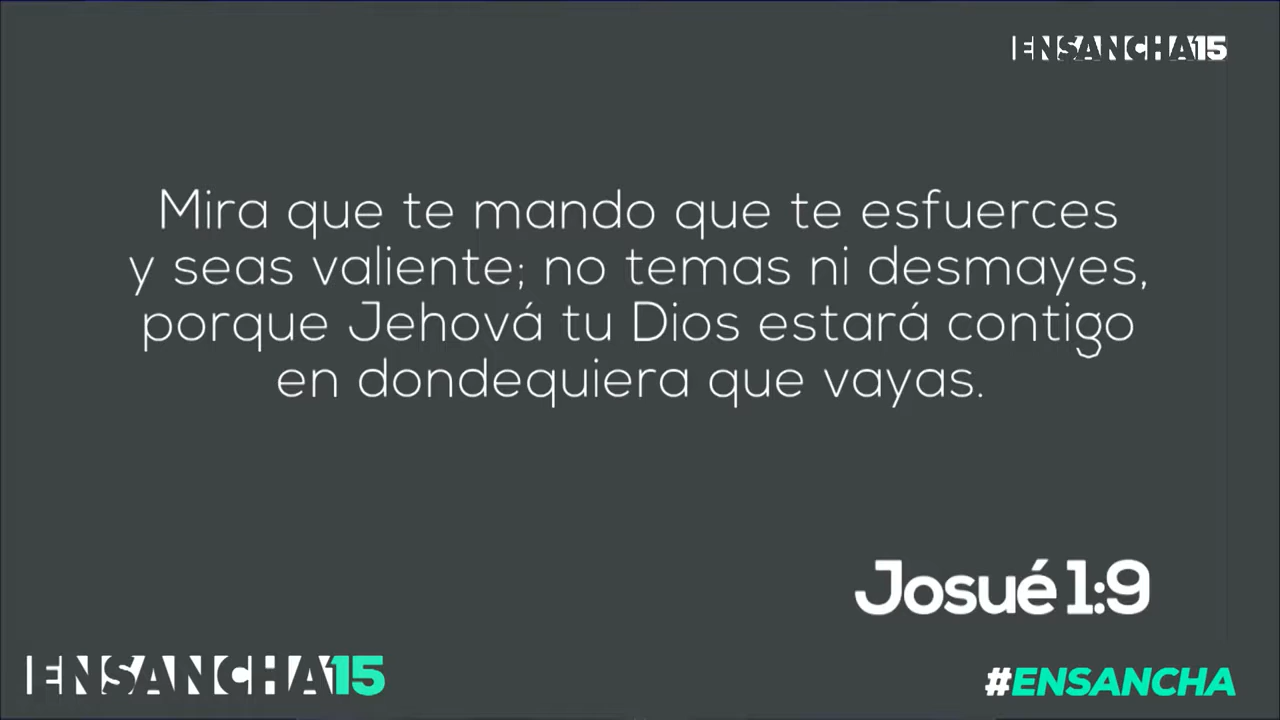 ENSANCHA15
Mira que te mando que te esfuerces
y seas valiente; no temas ni desmayes,
porque Jehová tu Dios estará contigo
en dondequiera que vayas.
Josué 1:9
ENSANCHA15
#ENSANCHA